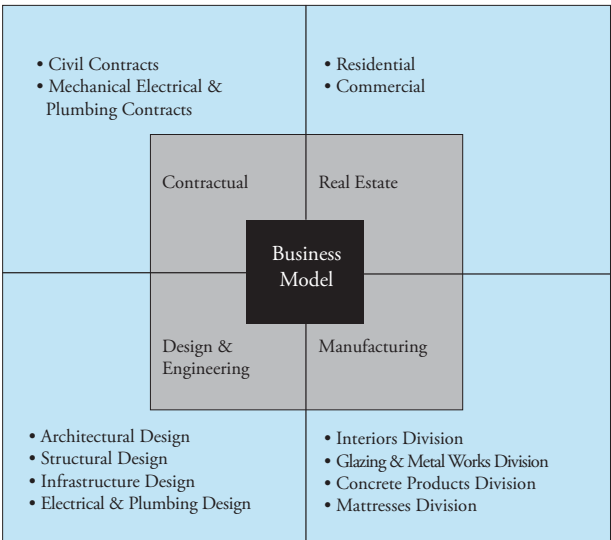 • Civil Contracts
• Mechanical Electrical &
Plumbing Contracts
• Residential
• Commercial
Contractual
Real Estate
Business
Model
Design &
Engineering
Manufacturing
• Architectural Design
• Structural Design
• Infrastructure Design
• Electrical & Plumbing Design
• Interiors Division
• Glazing & Metal Works Division
• Concrete Products Division
• Mattresses Division